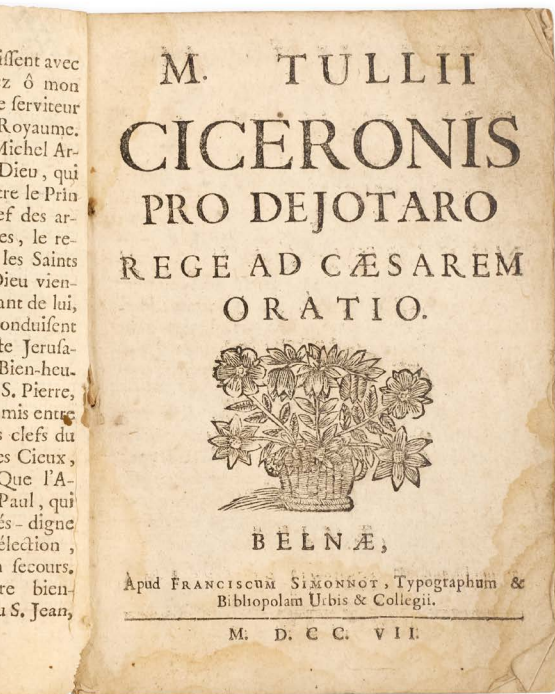 issent avec
ez ô mon
e serviteur
Royaume.
Michel Ar-
Dieu, qui
tre le Prin
ef des ar-
es, le re-
les Saints
Dieu vien-
ant de lui,
onduisent
te Jerusa-
Bien-heu-
S. Pierre,
mis entre
s clefs du
es Cieux,
Que l'A-
Paul, qui
és-digne
élection,
n secours.
re bien-
u S. Jean,
M. TULLII
CICERONIS
PRO DEJOTARO
REGE AD CÆSAREM
ORATIO.
BELNÆ,
Apud FRANCISCUM SIMONNOT, Typographum &
Bibliopolam Urbis & Collegii.
M. D. C C. VII.